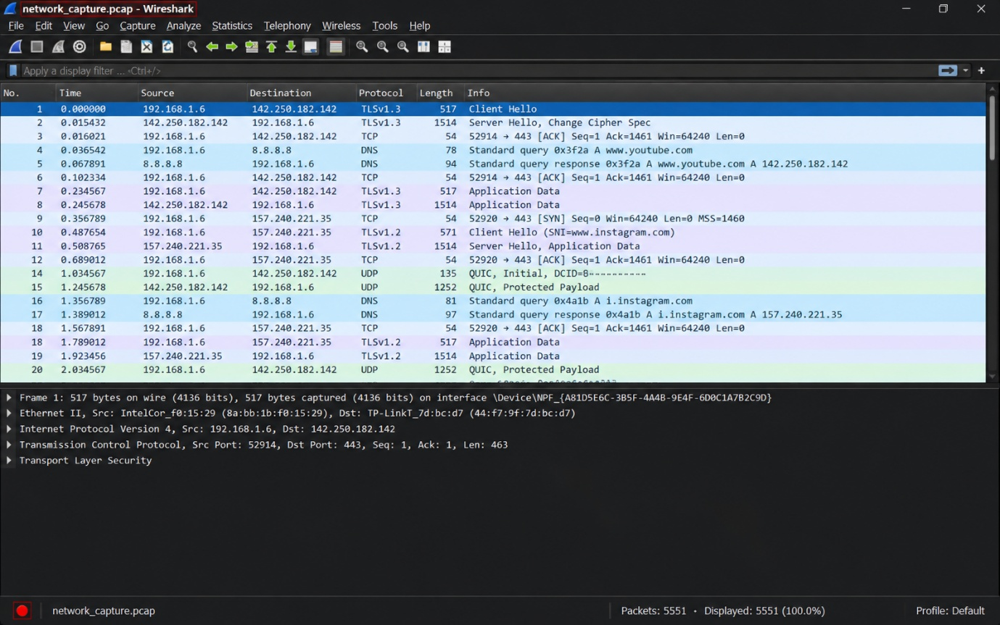 network_capture.pcap - Wireshark
File Edit View Go Capture Analyze Statistics Telephony Wireless Tools Help
Apply a display filter ... <Ctrl+/>
No. Time Source Destination Protocol Length Info
1 0.000000 192.168.1.6 142.250.182.142 TLSv1.3 517 Client Hello
2 0.015432 142.250.182.142 192.168.1.6 TLSv1.3 1514 Server Hello, Change Cipher Spec
3 0.016021 192.168.1.6 142.250.182.142 TCP 54 52914 → 443 [ACK] Seq=1 Ack=1461 Win=64240 Len=0
4 0.036542 192.168.1.6 8.8.8.8 DNS 78 Standard query 0x3f2a A www.youtube.com
5 0.067891 8.8.8.8 192.168.1.6 DNS 94 Standard query response 0x3f2a A www.youtube.com A 142.250.182.142
6 0.102334 192.168.1.6 142.250.182.142 TCP 54 52914 → 443 [ACK] Seq=1 Ack=1461 Win=64240 Len=0
7 0.234567 192.168.1.6 142.250.182.142 TLSv1.3 517 Application Data
8 0.245678 142.250.182.142 192.168.1.6 TLSv1.3 1514 Application Data
9 0.356789 192.168.1.6 157.240.221.35 TCP 54 52920 → 443 [SYN] Seq=0 Win=64240 Len=0 MSS=1460
10 0.487654 192.168.1.6 157.240.221.35 TLSv1.2 571 Client Hello (SNI=www.instagram.com)
11 0.508765 157.240.221.35 192.168.1.6 TLSv1.2 1514 Server Hello, Application Data
12 0.689012 192.168.1.6 157.240.221.35 TCP 54 52920 → 443 [ACK] Seq=1 Ack=1461 Win=64240 Len=0
14 1.034567 192.168.1.6 142.250.182.142 UDP 135 QUIC, Initial, DCID=8
15 1.245678 142.250.182.142 192.168.1.6 UDP 1252 QUIC, Protected Payload
16 1.356789 192.168.1.6 8.8.8.8 DNS 81 Standard query 0x4a1b A i.instagram.com
17 1.389012 8.8.8.8 192.168.1.6 DNS 97 Standard query response 0x4a1b A i.instagram.com A 157.240.221.35
18 1.567891 192.168.1.6 157.240.221.35 TCP 54 52920 → 443 [ACK] Seq=1 Ack=1461 Win=64240 Len=0
18 1.789012 192.168.1.6 157.240.221.35 TLSv1.2 517 Application Data
19 1.923456 157.240.221.35 192.168.1.6 TLSv1.2 1514 Application Data
20 2.034567 192.168.1.6 142.250.182.142 UDP 1252 QUIC, Protected Payload
Frame 1: 517 bytes on wire (4136 bits), 517 bytes captured (4136 bits) on interface \Device\NPF_{A81D5E6C-3B5F-4A4B-9E4F-6D0C1A7B2C9D}
Ethernet II, Src: IntelCor_f0:15:29 (8a:bb:1b:f0:15:29), Dst: TP-LinkT_7d:bc:d7 (44:f7:9f:7d:bc:d7)
Internet Protocol Version 4, Src: 192.168.1.6, Dst: 142.250.182.142
Transmission Control Protocol, Src Port: 52914, Dst Port: 443, Seq: 1, Ack: 1, Len: 463
Transport Layer Security
network_capture.pcap Packets: 5551 · Displayed: 5551 (100.0%) Profile: Default